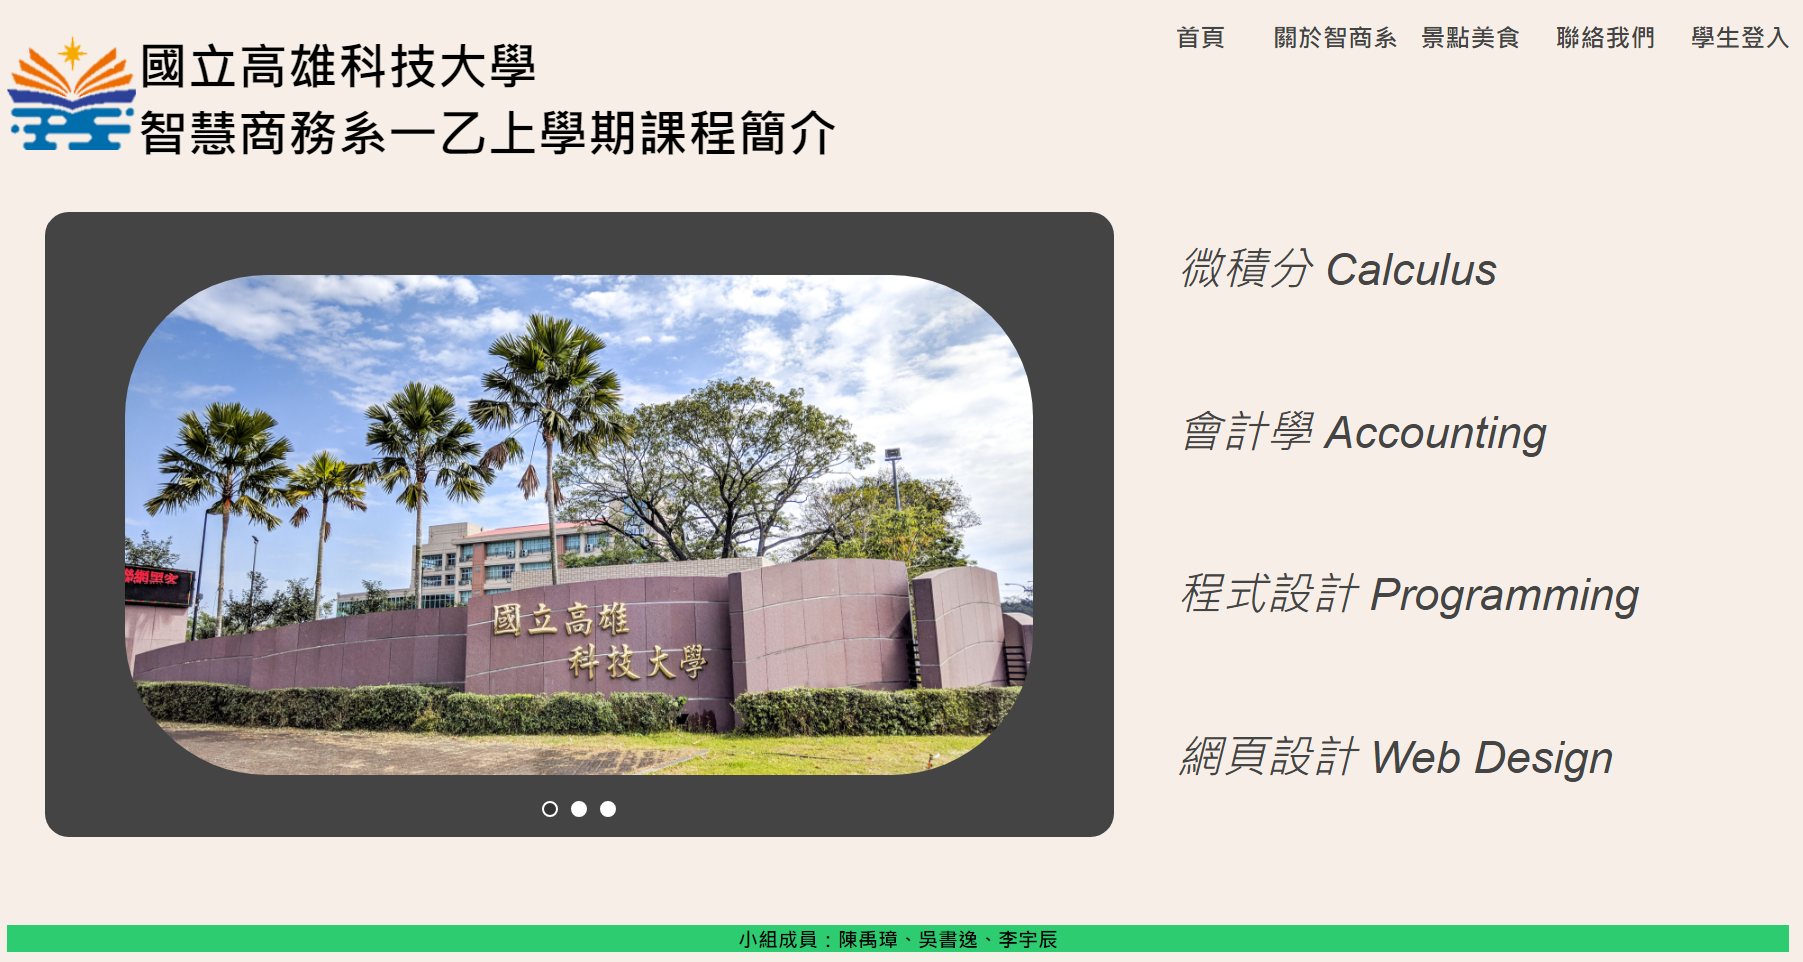 首頁 關於智商系 景點美食 聯絡我們 學生登入
國立高雄科技大學
智慧商務系一乙上學期課程簡介
聯網黑客
國立高雄
科技大學
微積分 Calculus
會計學 Accounting
程式設計 Programming
網頁設計 Web Design
小組成員：陳禹璋、吳書逸、李宇辰